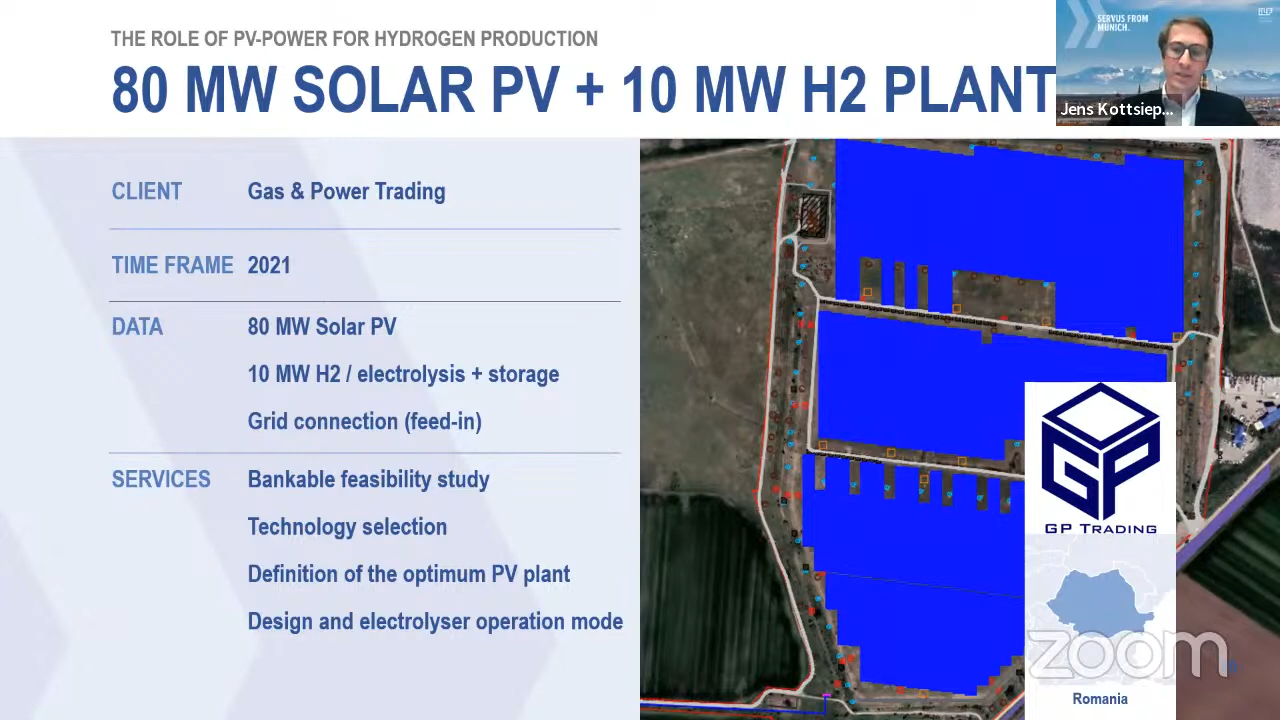 THE ROLE OF PV-POWER FOR HYDROGEN PRODUCTION
80 MW SOLAR PV + 10 MW H2 PLANT
SERVUS FROM
MUNICH.
Jens Kottsiep...
CLIENT Gas & Power Trading
TIME FRAME 2021
DATA 80 MW Solar PV
10 MW H2 / electrolysis + storage
Grid connection (feed-in)
SERVICES Bankable feasibility study
Technology selection
Definition of the optimum PV plant
Design and electrolyser operation mode
GP
GP TRADING
zoom
Romania